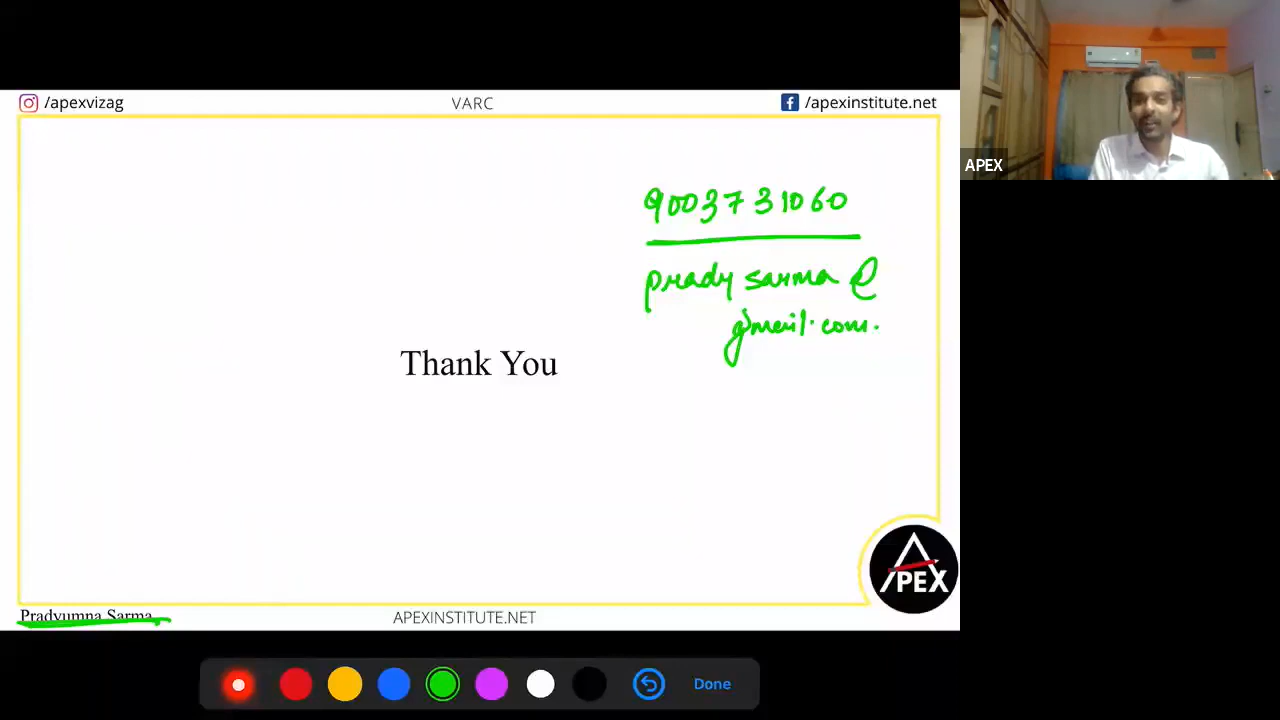 /apexvizag
VARC
/apexinstitute.net
APEX
9003731060
prady sarma @
gmail.com.
Thank You
APEX
Pradyumna Sarma
APEXINSTITUTE.NET
Done